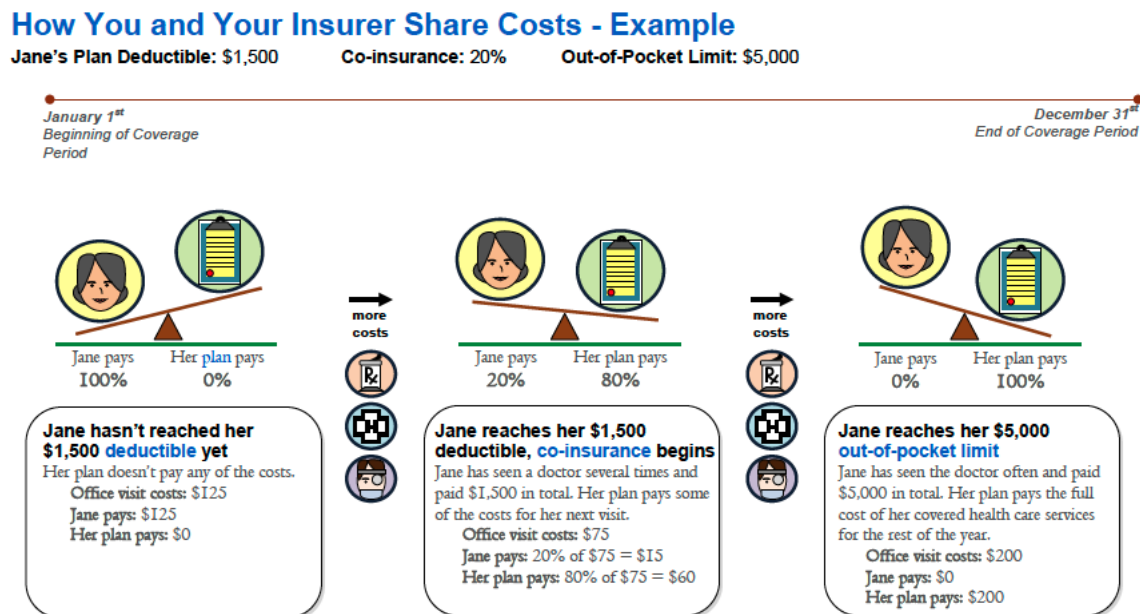 How You and Your Insurer Share Costs - Example
Jane's Plan Deductible: $1,500 Co-insurance: 20% Out-of-Pocket Limit: $5,000
January 1st
Beginning of Coverage
Period
December 31st
End of Coverage Period
Jane pays
100%
Her plan pays
0%
more
costs
Rx
Jane pays
20%
Her plan pays
80%
more
costs
Rx
Jane pays
0%
Her plan pays
100%
Jane hasn't reached her
$1,500 deductible yet
Her plan doesn't pay any of the costs.
Office visit costs: $125
Jane pays: $125
Her plan pays: $0
Jane reaches her $1,500
deductible, co-insurance begins
Jane has seen a doctor several times and
paid $1,500 in total. Her plan pays some
of the costs for her next visit.
Office visit costs: $75
Jane pays: 20% of $75 = $15
Her plan pays: 80% of $75 = $60
Jane reaches her $5,000
out-of-pocket limit
Jane has seen the doctor often and paid
$5,000 in total. Her plan pays the full
cost of her covered health care services
for the rest of the year.
Office visit costs: $200
Jane pays: $0
Her plan pays: $200